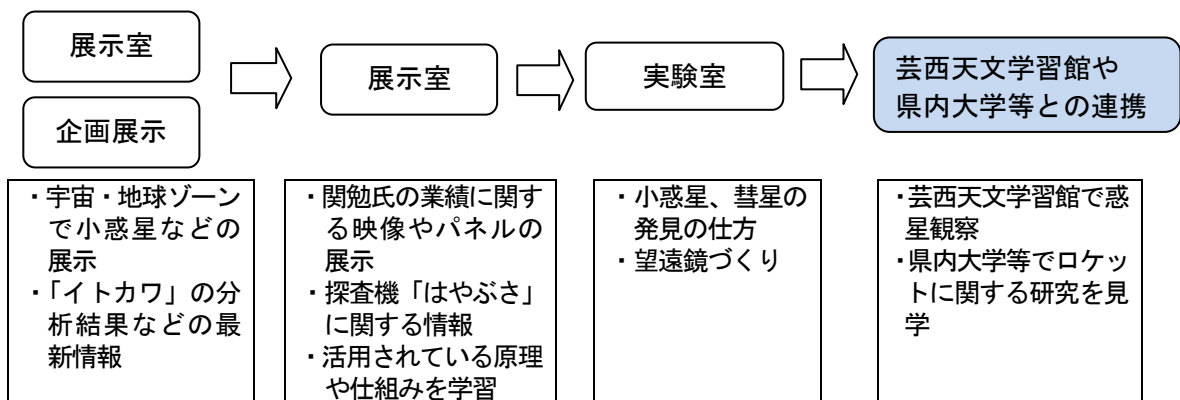 展示室
企画展示
展示室
実験室
芸西天文学習館や
県内大学等との連携
・宇宙・地球ゾーン
で小惑星などの
展示
・「イトカワ」の分
析結果などの最
新情報
・関勉氏の業績に関す
る映像やパネルの
展示
・探査機「はやぶさ」
に関する情報
・活用されている原理
や仕組みを学習
・小惑星、彗星の
発見の仕方
・望遠鏡づくり
・芸西天文学習館で惑
星観察
・県内大学等でロケッ
トに関する研究を見
学